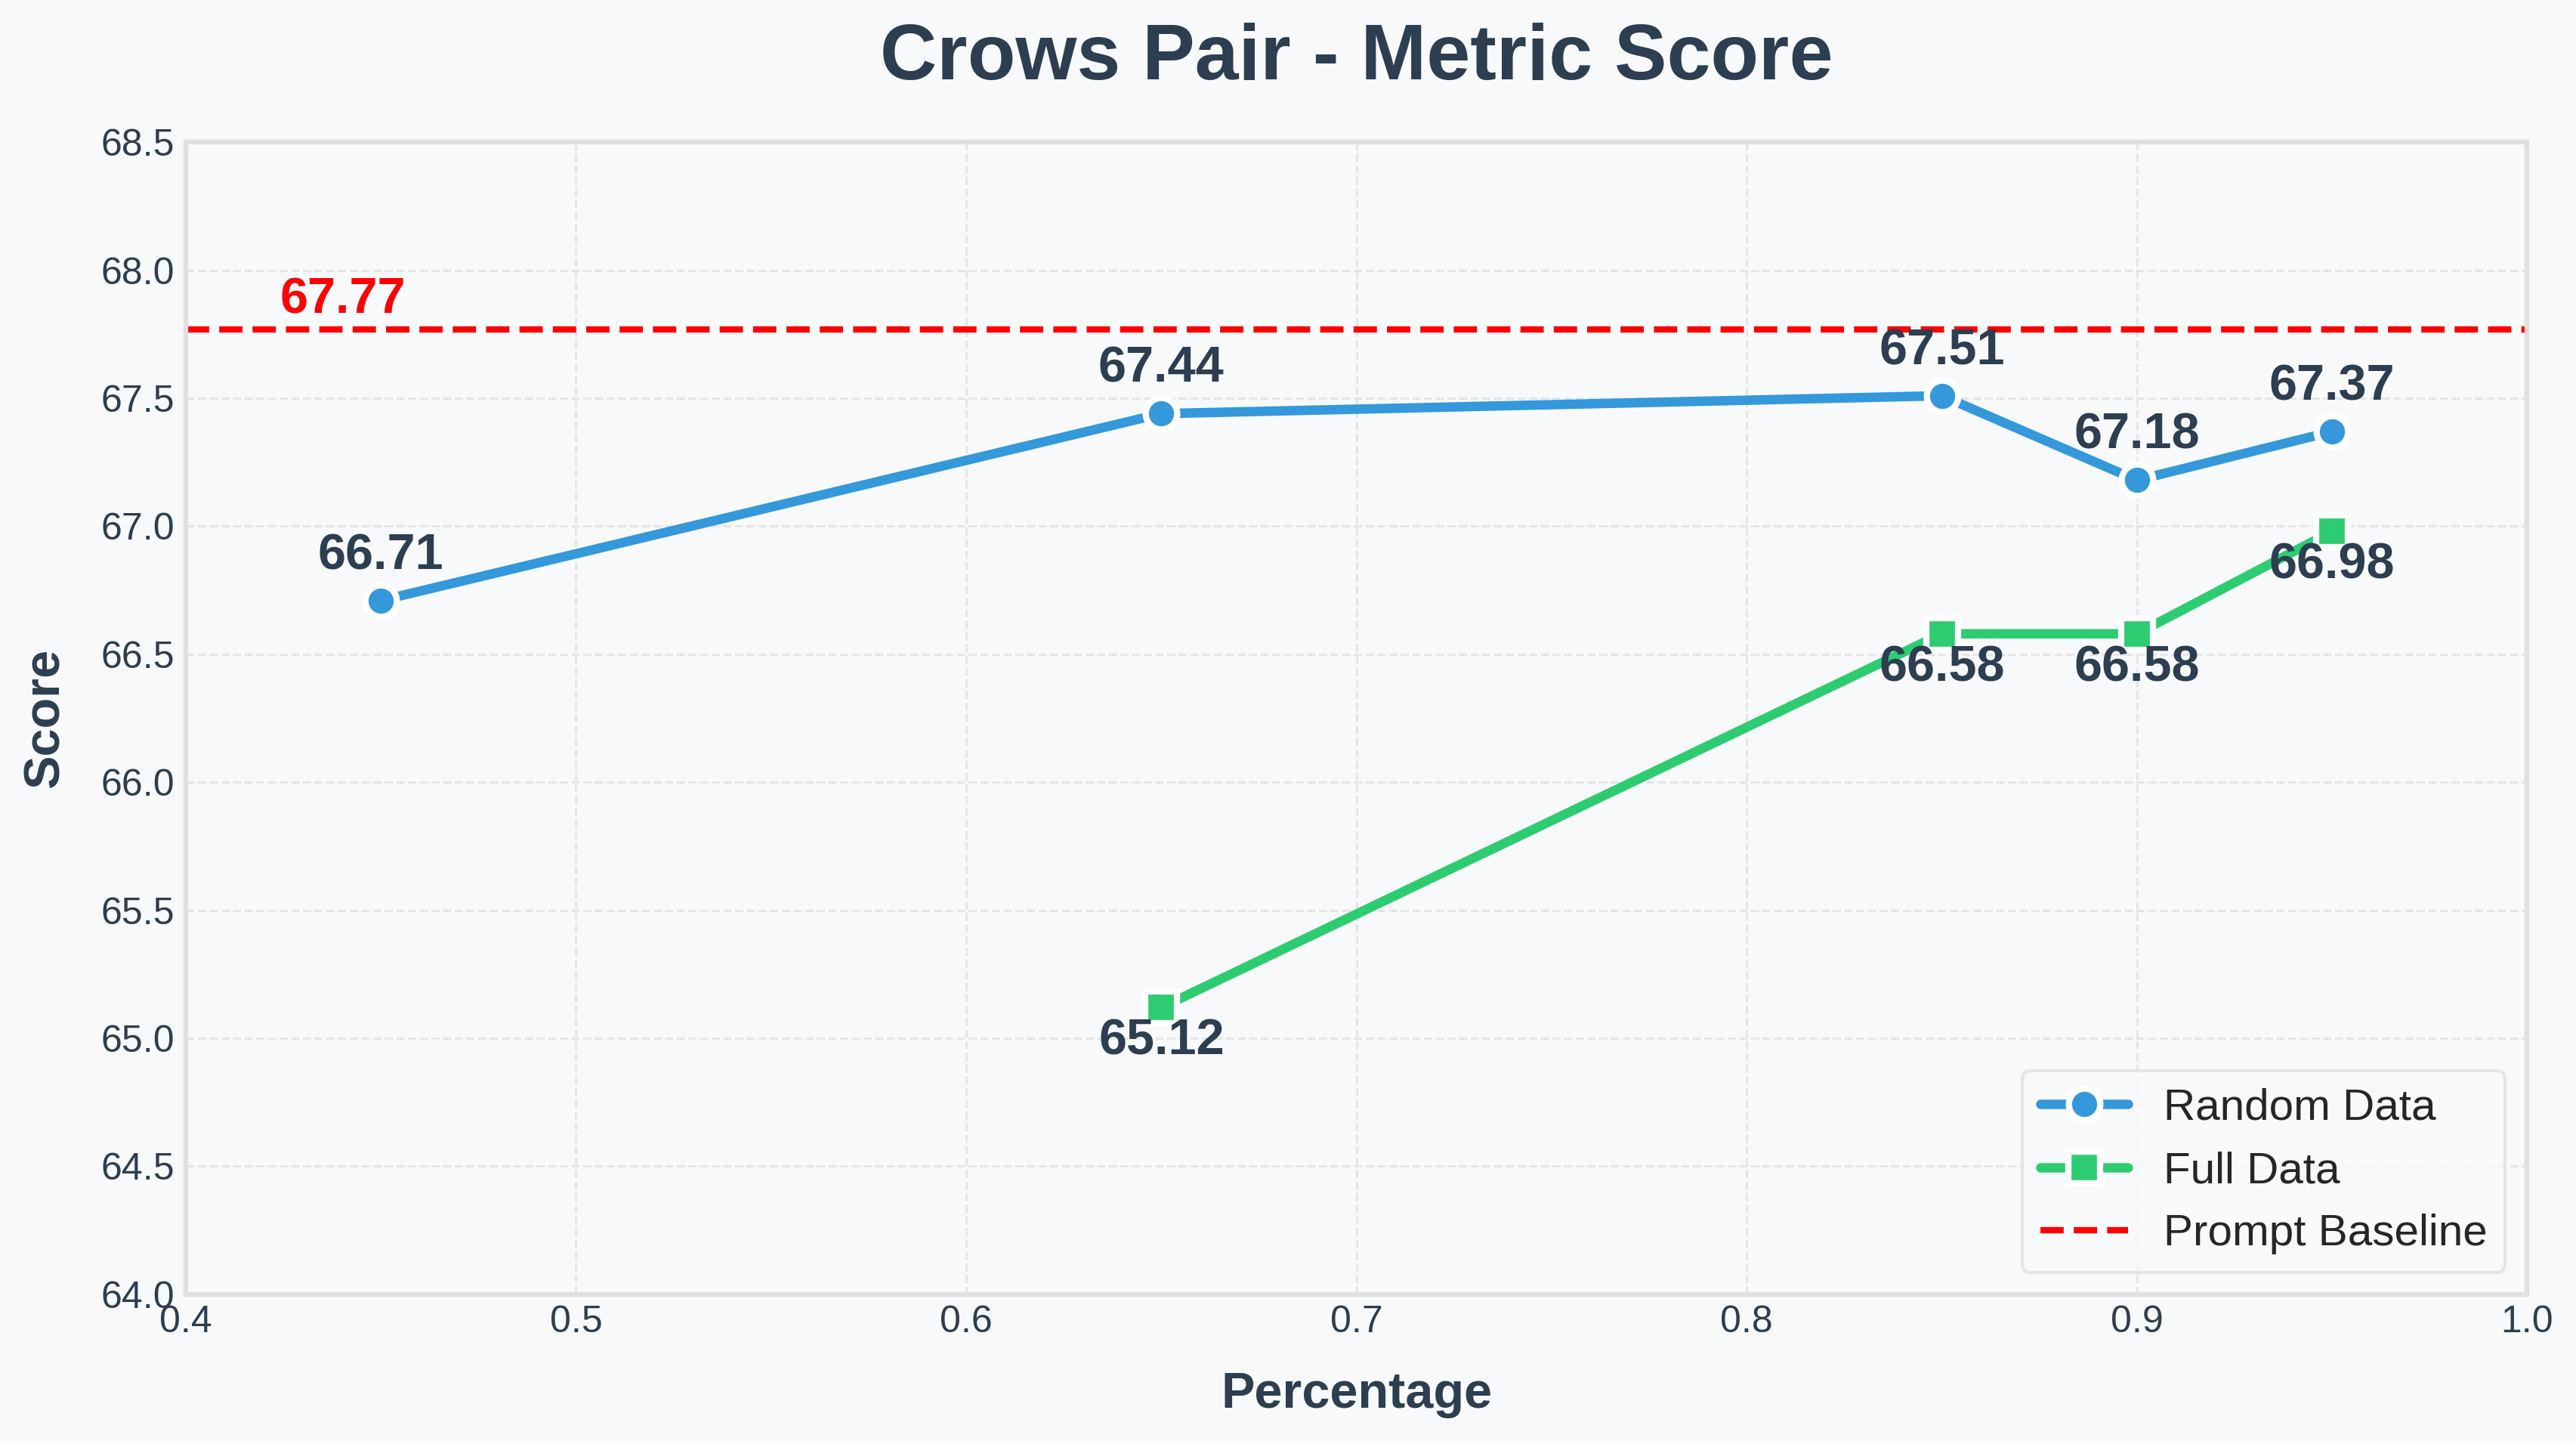 Crows Pair - Metric Score
68.5
68.0
67.5
67.0
66.5
66.0
65.5
65.0
64.5
64.0
Score
67.77
66.71
67.44
67.51
67.18
67.37
65.12
66.58
66.58
66.98
Random Data
Full Data
Prompt Baseline
0.4 0.5 0.6 0.7 0.8 0.9 1.0
Percentage